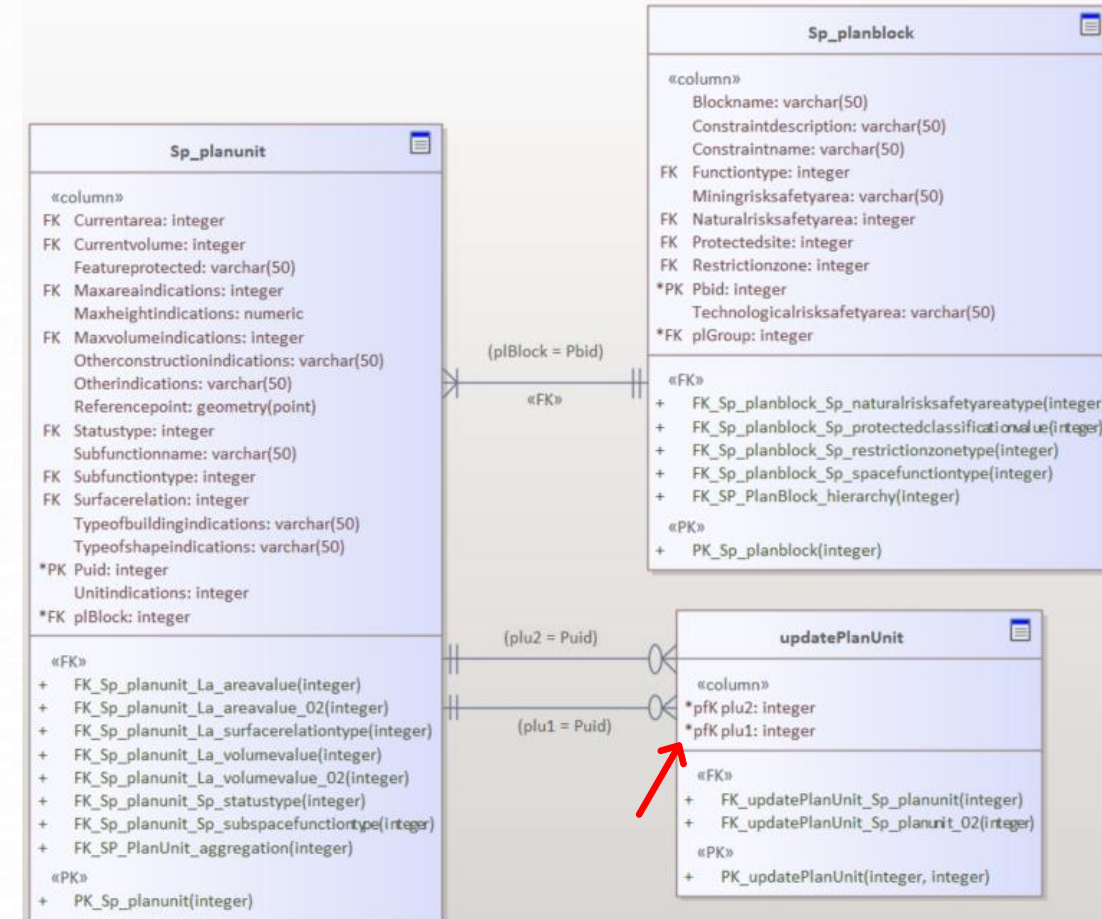 Sp_planblock
«column»
Blockname: varchar(50)
Constraintdescription: varchar(50)
Constraintname: varchar(50)
FK Functiontype: integer
Miningrisksafetyarea: varchar(50)
FK Naturalrisksafetyarea: integer
FK Protectedsite: integer
FK Restrictionzone: integer
*PK Pbid: integer
Technologicalrisksafetyarea: varchar(50)
*FK plGroup: integer
«FK»
+ FK_Sp_planblock_Sp_naturalrisksafetyareatype(integer
+ FK_Sp_planblock_Sp_protectedclassificationvalue(integer)
+ FK_Sp_planblock_Sp_restrictionzonetype(integer)
+ FK_Sp_planblock_Sp_spacefunctiontype(integer)
+ FK_SP_PlanBlock_hierarchy(integer)
«PK»
+ PK_Sp_planblock(integer)
Sp_planunit
«column»
FK Currentarea: integer
FK Currentvolume: integer
Featureprotected: varchar(50)
FK Maxareaindications: integer
Maxheightindications: numeric
FK Maxvolumeindications: integer
Otherconstructionindications: varchar(50)
Otherindications: varchar(50)
Referencepoint: geometry(point)
FK Statustype: integer
Subfunctionname: varchar(50)
FK Subfunctiontype: integer
FK Surfacerelation: integer
Typeofbuildingindications: varchar(50)
Typeofshapeindications: varchar(50)
*PK Puid: integer
Unitindications: integer
*FK plBlock: integer
«FK»
+ FK_Sp_planunit_La_areavalue(integer)
+ FK_Sp_planunit_La_areavalue_02(integer)
+ FK_Sp_planunit_La_surfacerelationtype(integer)
+ FK_Sp_planunit_La_volumevalue(integer)
+ FK_Sp_planunit_La_volumevalue_02(integer)
+ FK_Sp_planunit_Sp_statustype(integer)
+ FK_Sp_planunit_Sp_subspacefunctiontype(integer)
+ FK_SP_PlanUnit_aggregation(integer)
«PK»
+ PK_Sp_planunit(integer)
(plBlock = Pbid)
«FK»
(plu2 = Puid)
(plu1 = Puid)
updatePlanUnit
«column»
*pfK plu2: integer
*pfK plu1: integer
«FK»
+ FK_updatePlanUnit_Sp_planunit(integer)
+ FK_updatePlanUnit_Sp_planunit_02(integer)
«PK»
+ PK_updatePlanUnit(integer, integer)